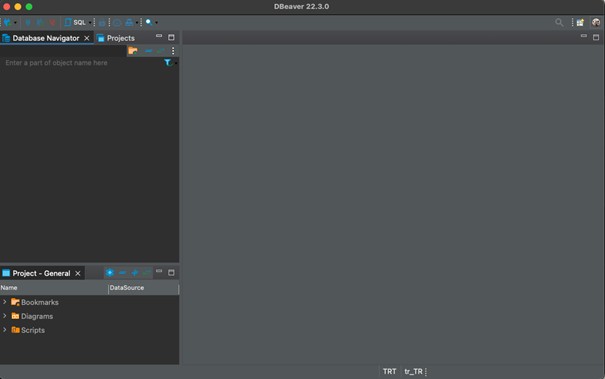 DBeaver 22.3.0
SQL
Database Navigator
Projects
Enter a part of object name here
Project - General
Name
DataSource
Bookmarks
Diagrams
Scripts
TRT
tr_TR